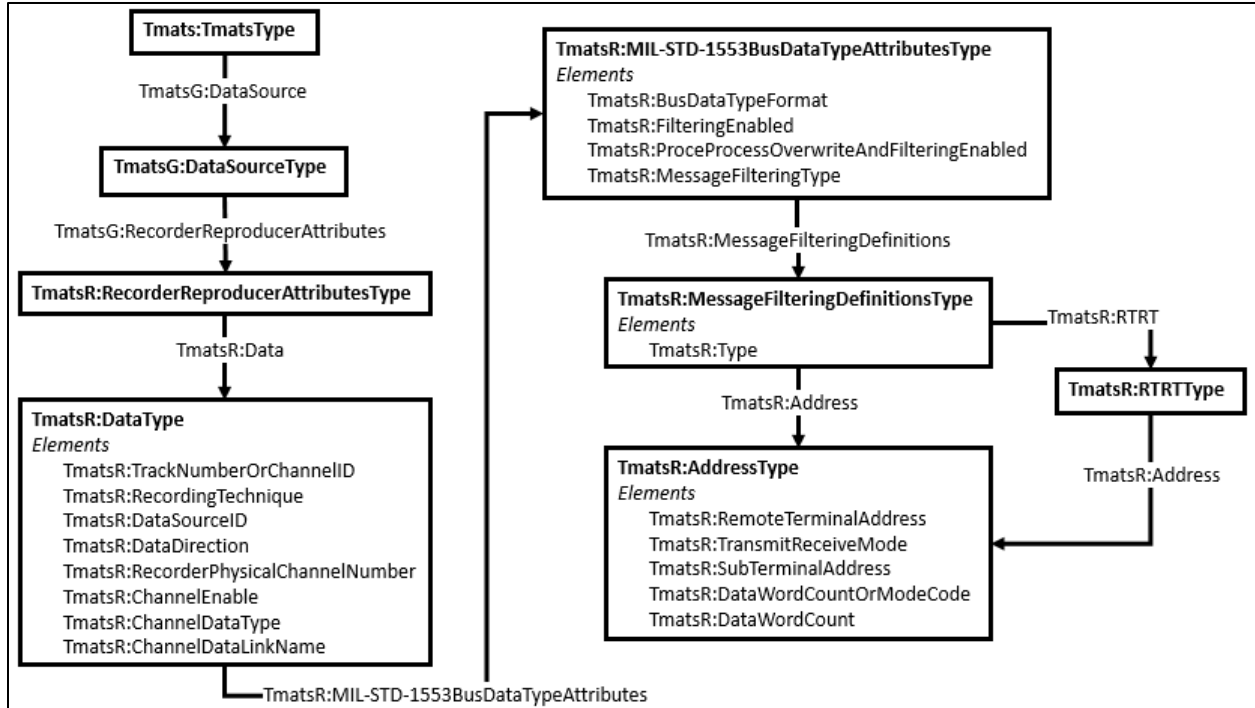 Tmats:TmatsType
TmatsG:DataSource
TmatsG:DataSourceType
TmatsG:RecorderReproducerAttributes
TmatsR:RecorderReproducerAttributesType
TmatsR:Data
TmatsR:DataType
Elements
TmatsR:TrackNumberOrChannelID
TmatsR:RecordingTechnique
TmatsR:DataSourceID
TmatsR:DataDirection
TmatsR:RecorderPhysicalChannelNumber
TmatsR:ChannelEnable
TmatsR:ChannelDataType
TmatsR:ChannelDataLinkName
TmatsR:MIL-STD-1553BusDataTypeAttributes
TmatsR:MIL-STD-1553BusDataTypeAttributesType
Elements
TmatsR:BusDataTypeFormat
TmatsR:FilteringEnabled
TmatsR:ProceProcessOverwriteAndFilteringEnabled
TmatsR:MessageFilteringType
TmatsR:MessageFilteringDefinitions
TmatsR:MessageFilteringDefinitionsType
Elements
TmatsR:Type
TmatsR:RTRT
TmatsR:RTRTType
TmatsR:Address
TmatsR:Address
TmatsR:AddressType
Elements
TmatsR:RemoteTerminalAddress
TmatsR:TransmitReceiveMode
TmatsR:SubTerminalAddress
TmatsR:DataWordCountOrModeCode
TmatsR:DataWordCount